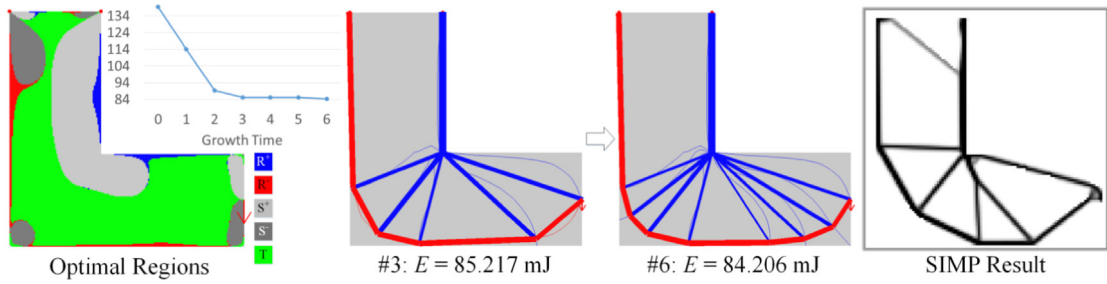 134
124
114
104
94
84
0 1 2 3 4 5 6
Growth Time
R⁺
R⁻
S⁺
S⁻
T
Optimal Regions
#3: E = 85.217 mJ
#6: E = 84.206 mJ
SIMP Result